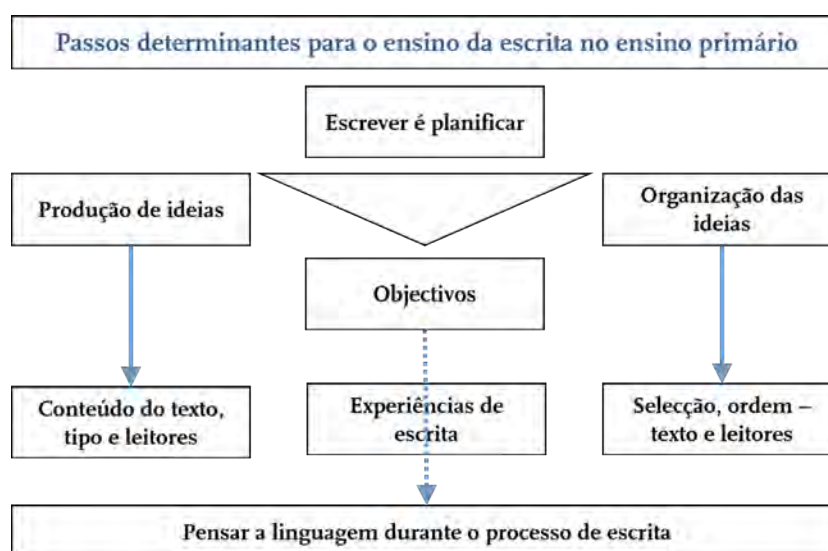 Passos determinantes para o ensino da escrita no ensino primário
Escrever é planificar
Produção de ideias
Organização das
ideias
Objectivos
Conteúdo do texto,
tipo e leitores
Experiências de
escrita
Selecção, ordem –
texto e leitores
Pensar a linguagem durante o processo de escrita